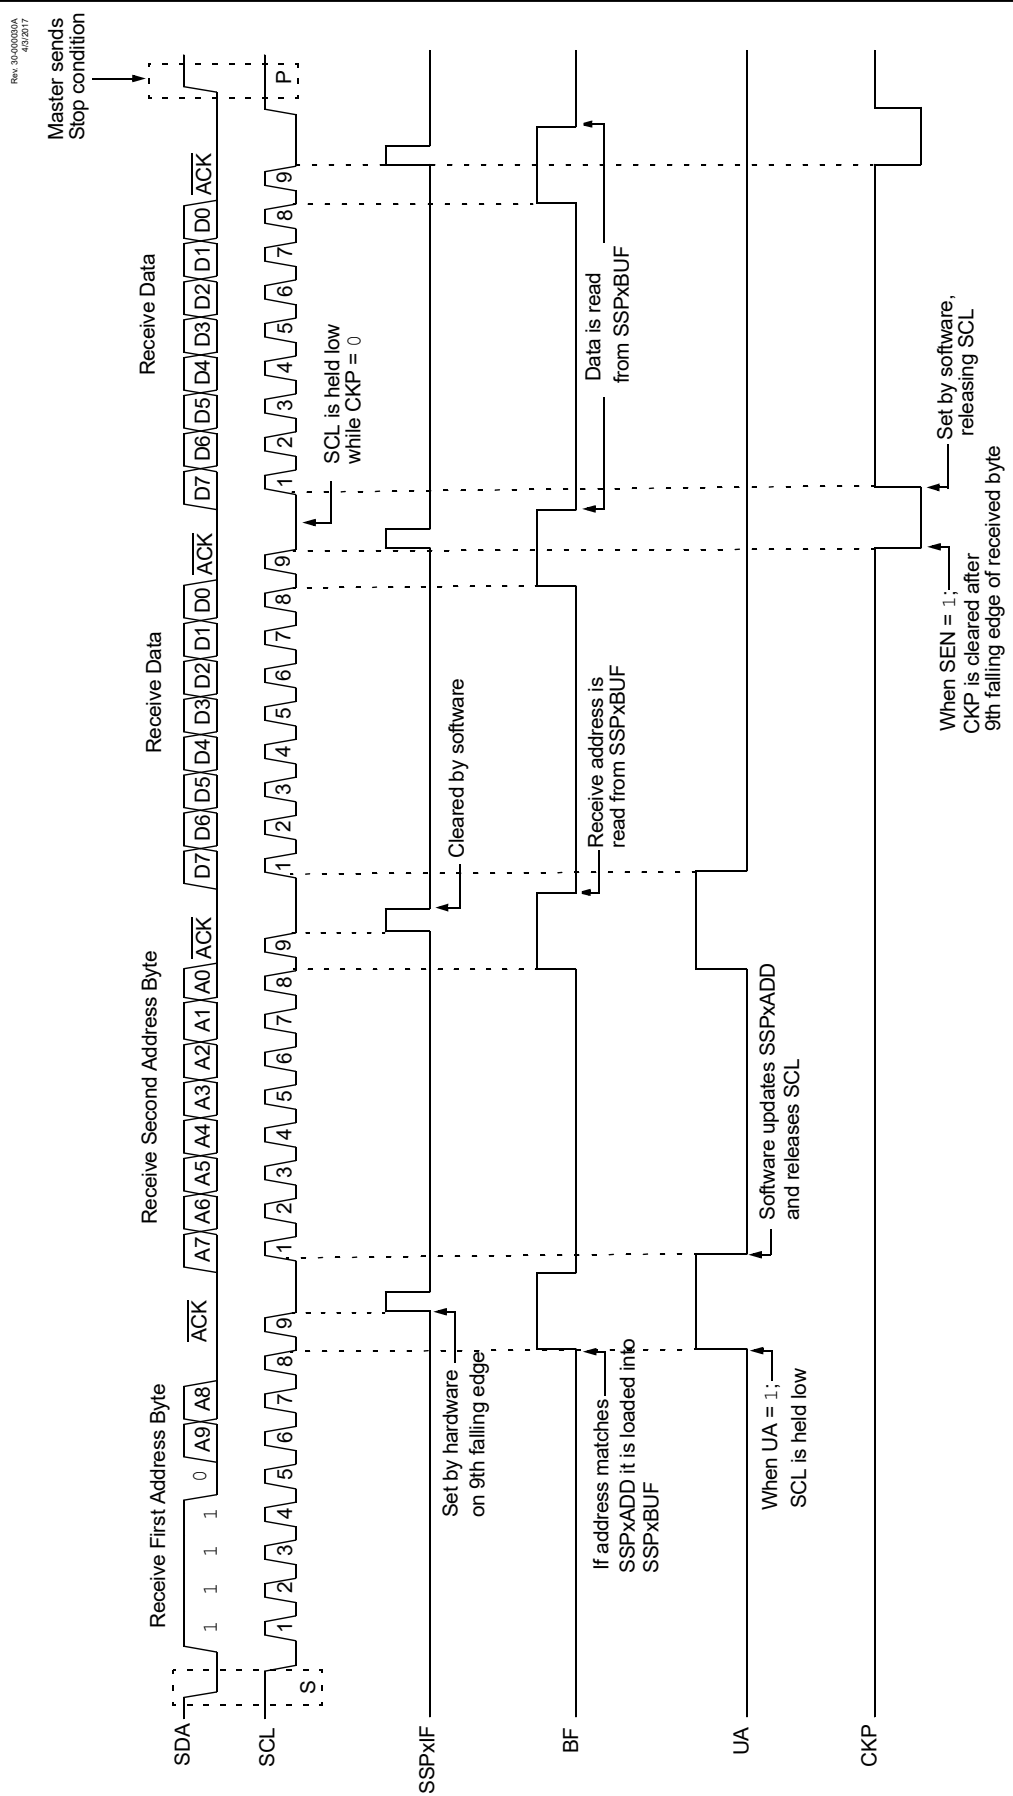 Rev. 30-000030A
4/3/2017
Master sends
Stop condition
Receive First Address Byte
Receive Second Address Byte
Receive Data
Receive Data
SDA
1 1 1 1 0 A9 A8 ACK
A7 A6 A5 A4 A3 A2 A1 A0 ACK
D7 D6 D5 D4 D3 D2 D1 D0 ACK
D7 D6 D5 D4 D3 D2 D1 D0 ACK
SCL
S
1 2 3 4 5 6 7 8 9
1 2 3 4 5 6 7 8 9
1 2 3 4 5 6 7 8 9
1 2 3 4 5 6 7 8 9
P
SCL is held low
while CKP = 0
SSPxIF
Set by hardware
on 9th falling edge
Cleared by software
BF
If address matches
SSPxADD it is loaded into
SSPxBUF
Receive address is
read from SSPxBUF
Data is read
from SSPxBUF
UA
When UA = 1;
SCL is held low
Software updates SSPxADD
and releases SCL
CKP
When SEN = 1;
CKP is cleared after
9th falling edge of received byte
Set by software,
releasing SCL